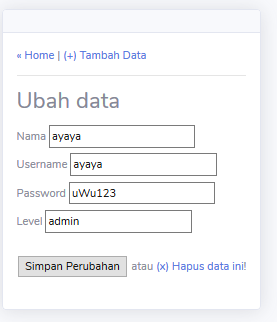 « Home | (+) Tambah Data
Ubah data
Nama ayaya
Username ayaya
Password uWu123
Level admin
Simpan Perubahan atau (x) Hapus data ini!